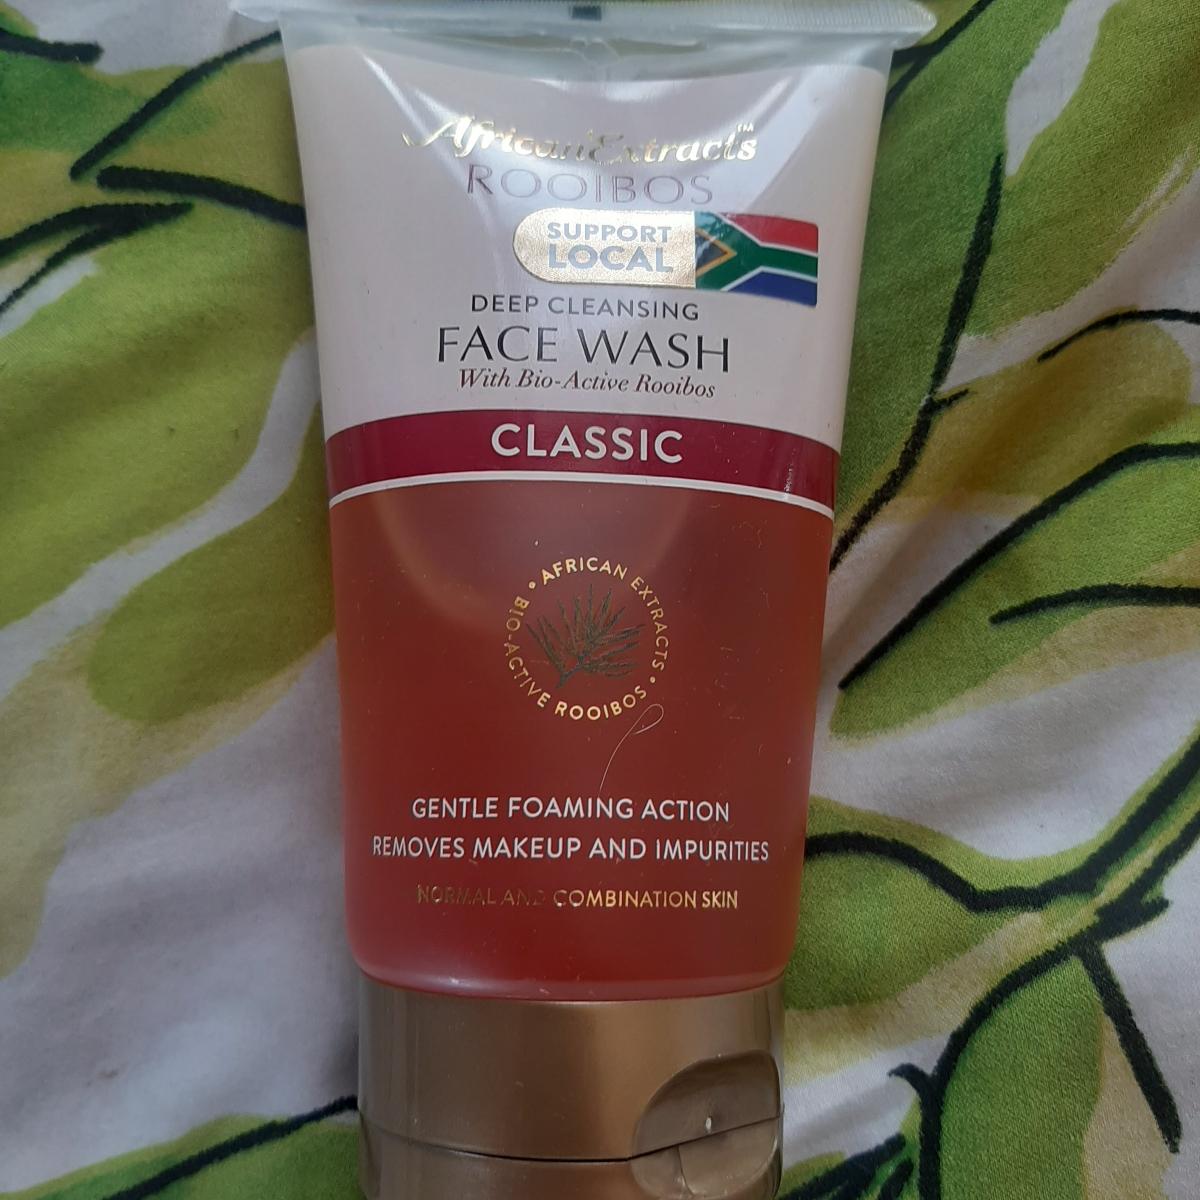 African Extracts™
ROOIBOS
SUPPORT
LOCAL
DEEP CLEANSING
FACE WASH
With Bio-Active Rooibos
CLASSIC
• AFRICAN EXTRACTS •
BIO-ACTIVE ROOIBOS
GENTLE FOAMING ACTION
REMOVES MAKEUP AND IMPURITIES
NORMAL AND COMBINATION SKIN